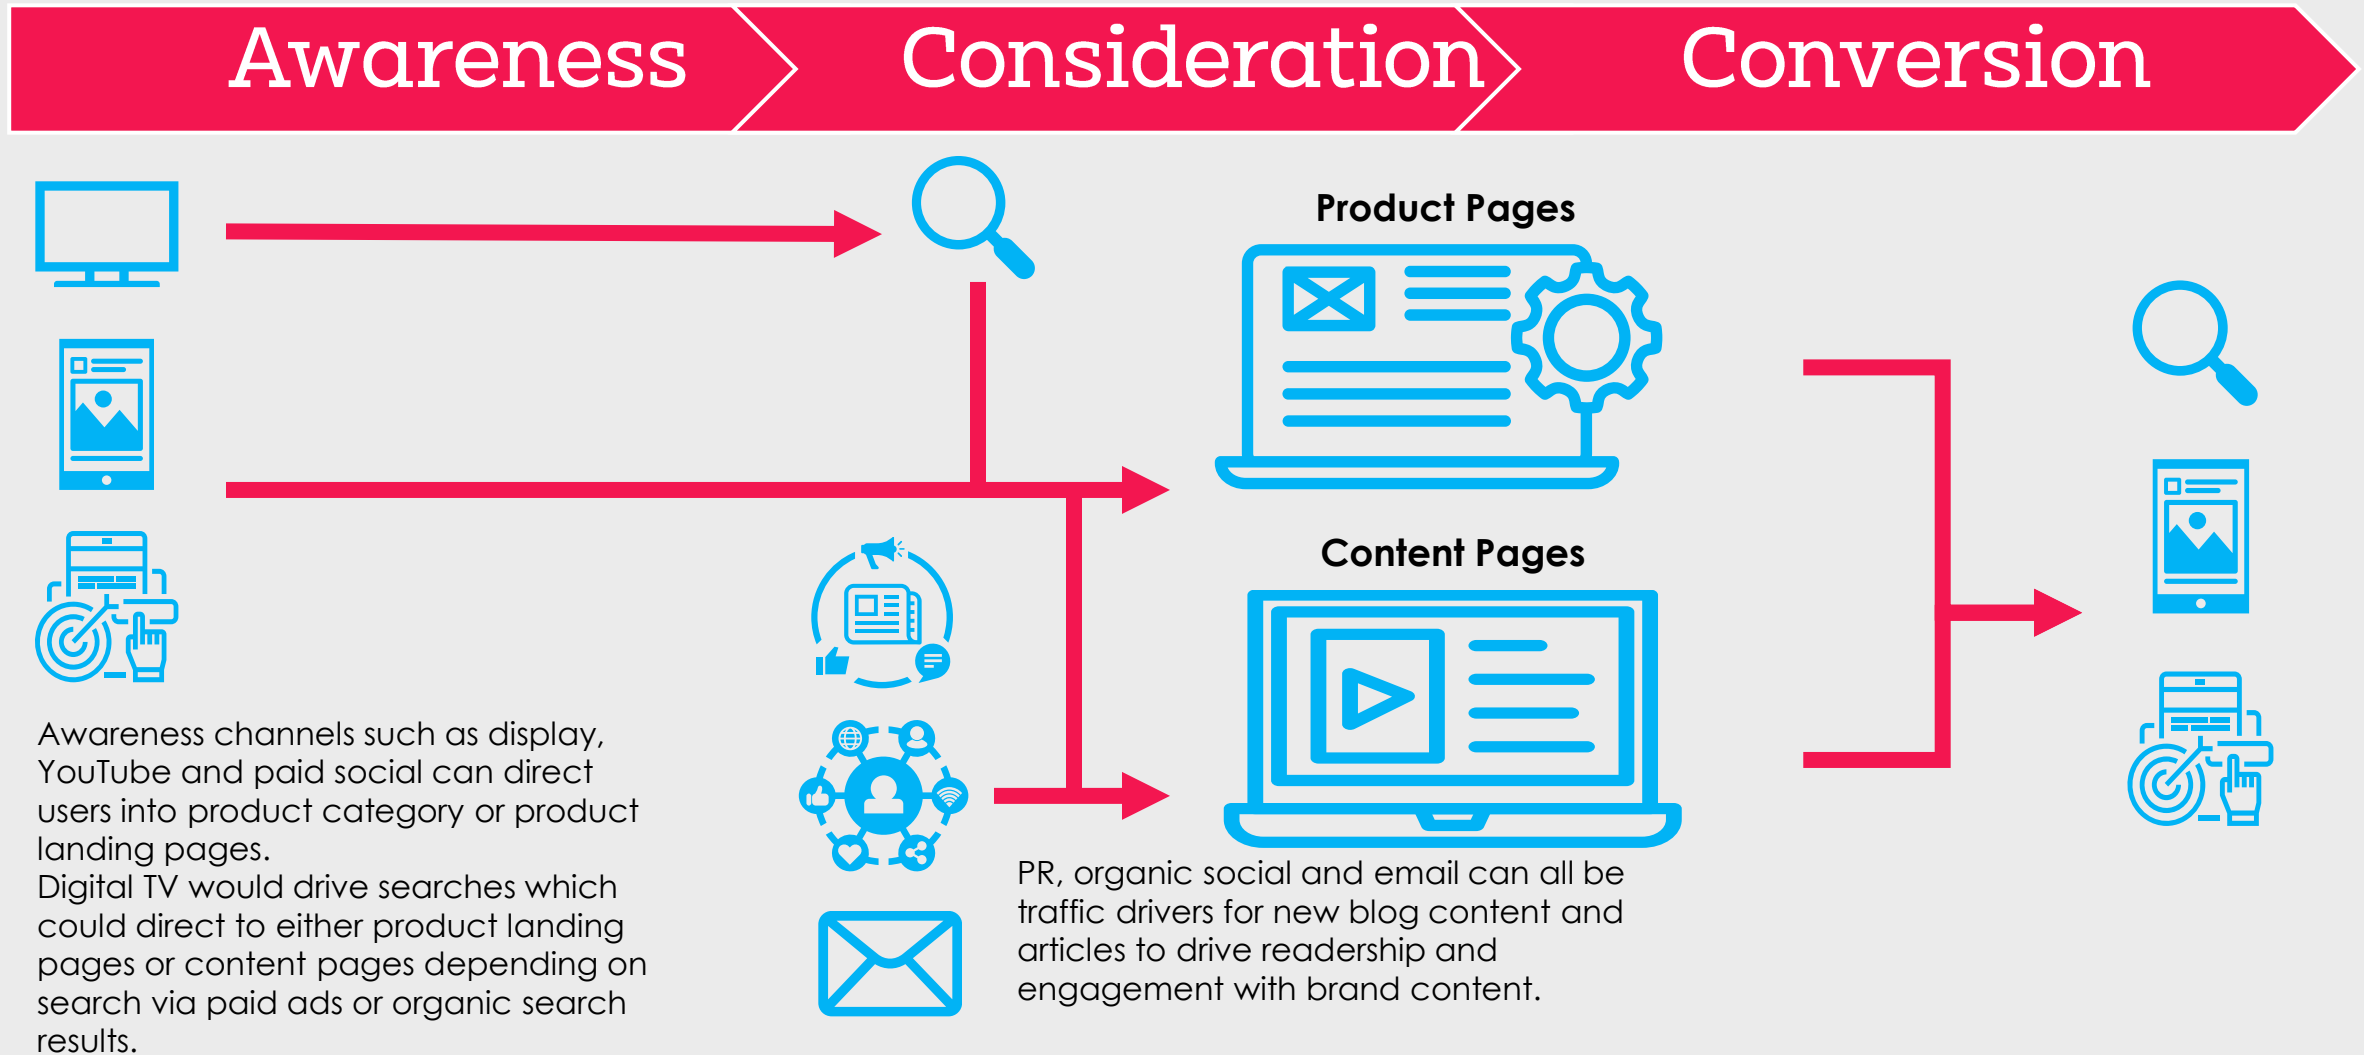 Awareness
Consideration
Conversion
Product Pages
Content Pages
Awareness channels such as display,
YouTube and paid social can direct
users into product category or product
landing pages.
Digital TV would drive searches which
could direct to either product landing
pages or content pages depending on
search via paid ads or organic search
results.
PR, organic social and email can all be
traffic drivers for new blog content and
articles to drive readership and
engagement with brand content.